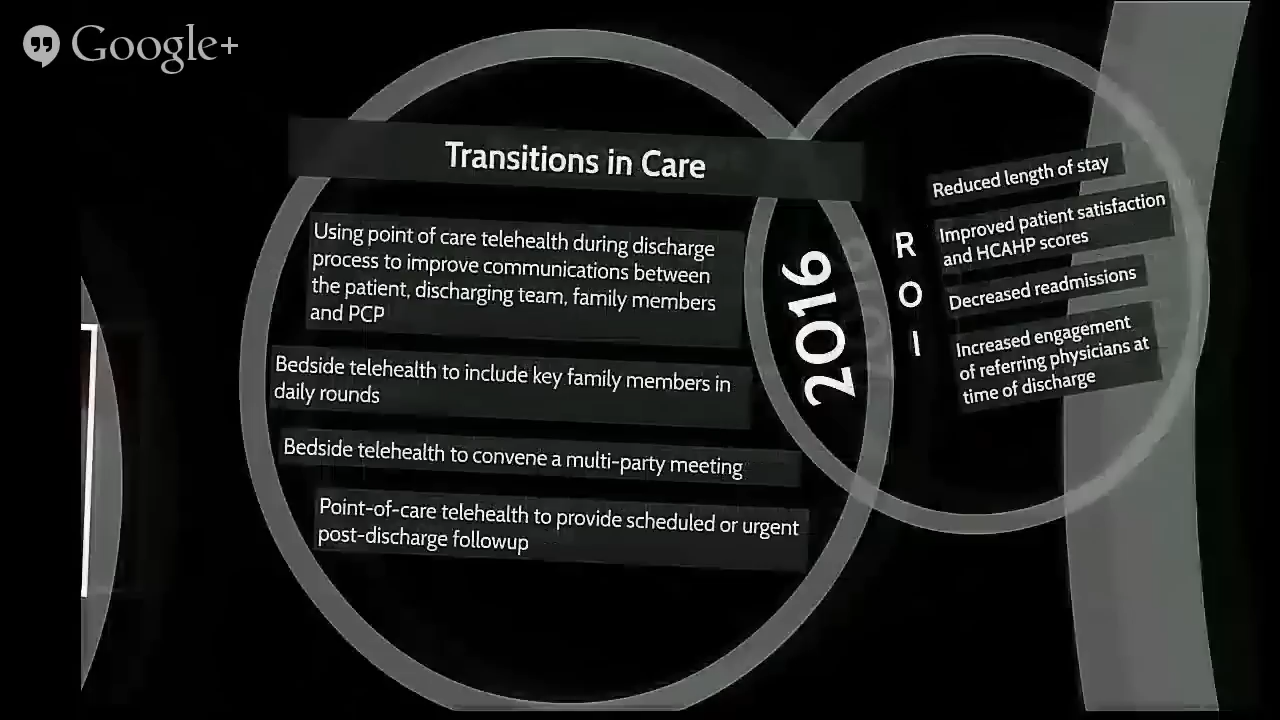 Google+
Transitions in Care
Using point of care telehealth during discharge
process to improve communications between
the patient, discharging team, family members
and PCP
Bedside telehealth to include key family members in
daily rounds
Bedside telehealth to convene a multi-party meeting
Point-of-care telehealth to provide scheduled or urgent
post-discharge followup
2016
R
O
I
Reduced length of stay
Improved patient satisfaction
and HCAHP scores
Decreased readmissions
Increased engagement
of referring physicians at
time of discharge